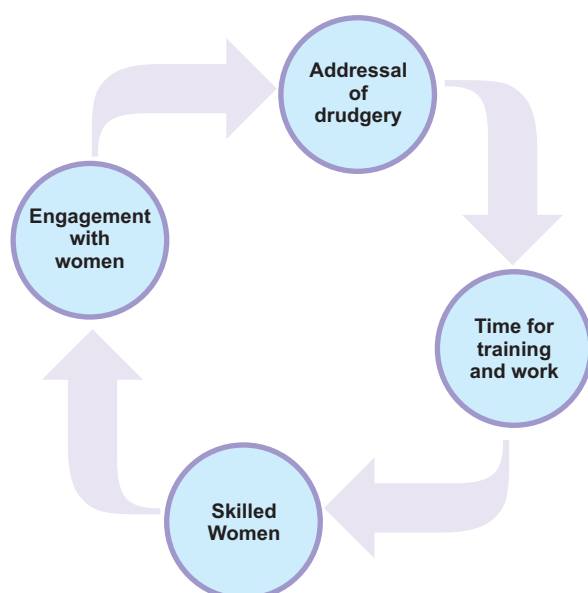 Addressal
of
drudgery
Engagement
with
women
Time for
training
and work
Skilled
Women